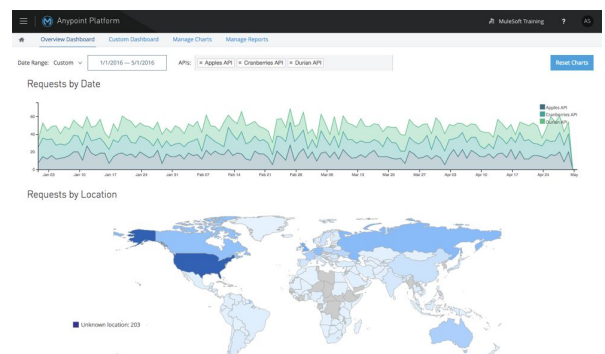 Anypoint Platform
MuleSoft Training ? AS
Overview Dashboard Custom Dashboard Manage Charts Manage Reports
Date Range: Custom 1/1/2016 — 5/1/2016 APIs: × Apples API × Cranberries API × Durian API Reset Charts
Requests by Date
Apples API
Cranberries API
Durian API
60
40
20
0
Jan 03 Jan 10 Jan 17 Jan 24 Jan 31 Feb 07 Feb 14 Feb 21 Feb 28 Mar 06 Mar 13 Mar 20 Mar 27 Apr 03 Apr 10 Apr 17 Apr 24 May
Requests by Location
Unknown location: 203